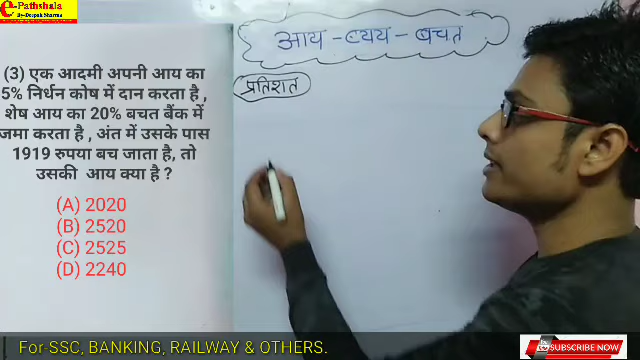 e-Pathshala
By-Deepak Sharma
आय - व्यय - बचत
प्रतिशत
(3) एक आदमी अपनी आय का
5% निर्धन कोष में दान करता है ,
शेष आय का 20% बचत बैंक में
जमा करता है , अंत में उसके पास
1919 रुपया बच जाता है, तो
उसकी आय क्या है ?
(A) 2020
(B) 2520
(C) 2525
(D) 2240
For-SSC, BANKING, RAILWAY & OTHERS.
SUBSCRIBE NOW